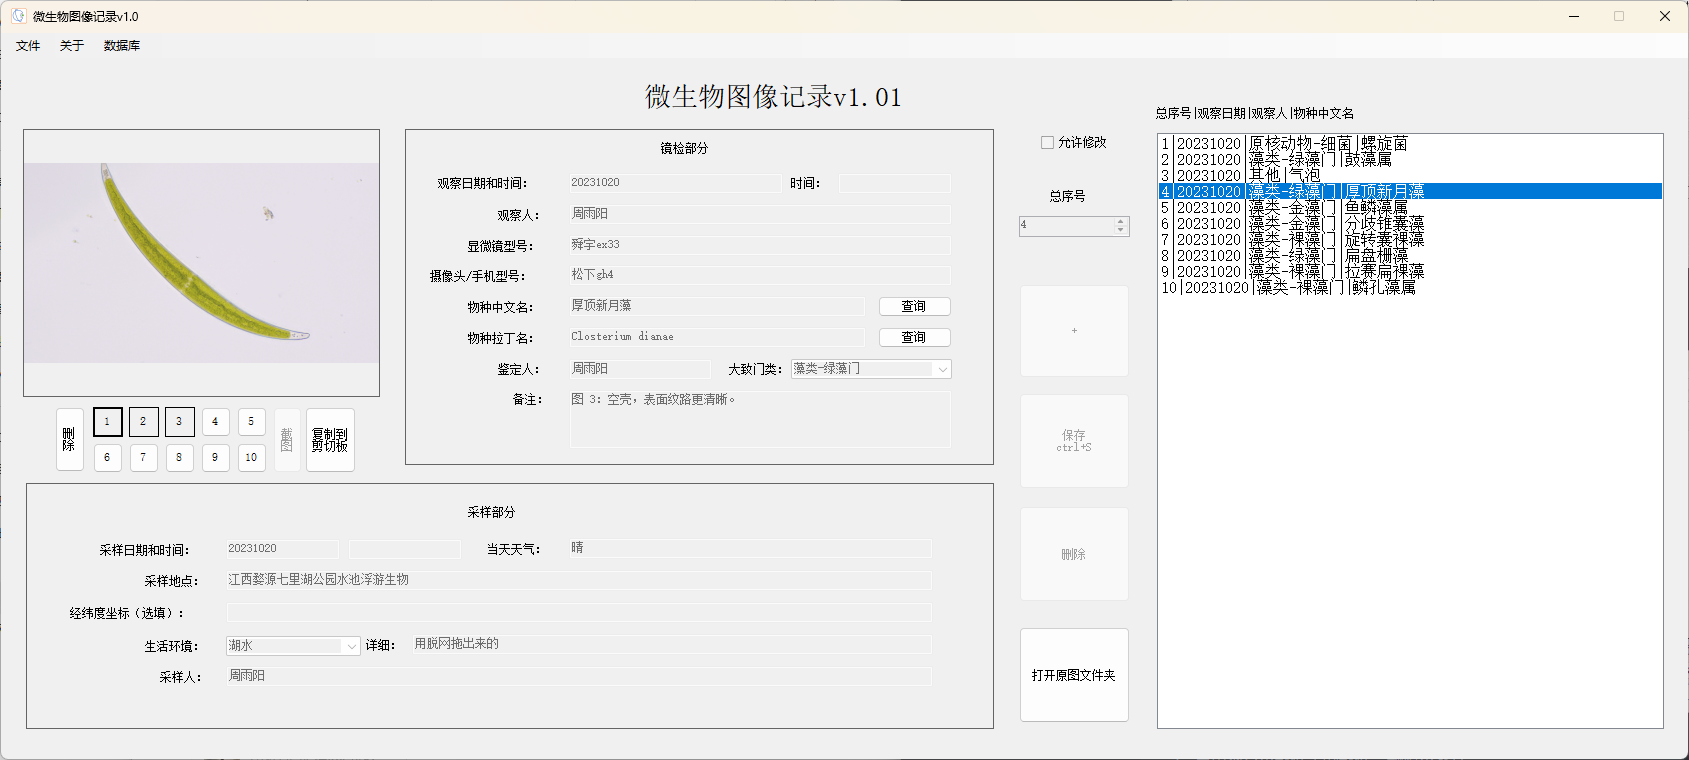 微生物图像记录v1.0
文件 关于 数据库
微生物图像记录v1.01
镜检部分
观察日期和时间: 20231020 时间:
观察人: 周雨阳
显微镜型号: 舜宇ex33
摄像头/手机型号: 松下gh4
物种中文名: 厚顶新月藻 查询
物种拉丁名: Closterium dianae 查询
鉴定人: 周雨阳 大致门类: 藻类-绿藻门
备注: 图 3: 空壳, 表面纹路更清晰。
删除
1 2 3 4 5
6 7 8 9 10
截图
复制到
剪切板
采样部分
采样日期和时间: 20231020 当天天气: 晴
采样地点: 江西婺源七里湖公园水池浮游生物
经纬度坐标（选填）:
生活环境: 湖水 详细: 用脱网拖出来的
采样人: 周雨阳
允许修改
总序号
4
+
保存
ctrl+S
删除
打开原图文件夹
总序号|观察日期|观察人|物种中文名
1|20231020|原核动物-细菌|螺旋菌
2|20231020|藻类-绿藻门|鼓藻属
3|20231020|其他|气泡
4|20231020|藻类-绿藻门|厚顶新月藻
5|20231020|藻类-金藻门|鱼鳞藻属
6|20231020|藻类-金藻门|分歧锥囊藻
7|20231020|藻类-裸藻门|旋转囊裸藻
8|20231020|藻类-绿藻门|扁盘栅藻
9|20231020|藻类-裸藻门|拉赛扁裸藻
10|20231020|藻类-裸藻门|鳞孔藻属